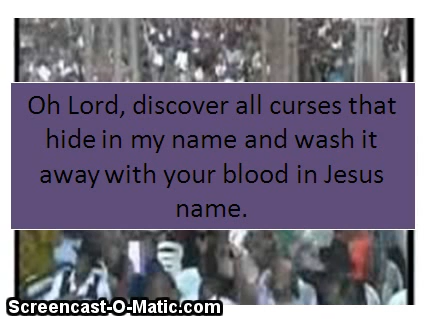 Oh Lord, discover all curses that
hide in my name and wash it
away with your blood in Jesus
name.
Screencast-O-Matic.com